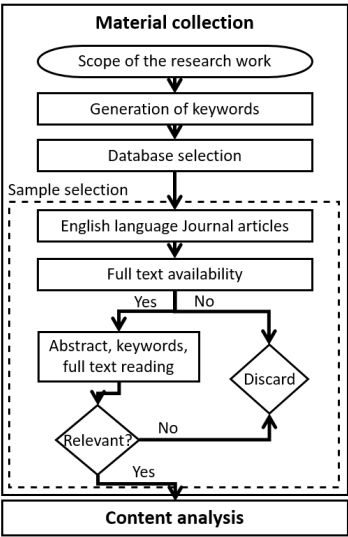 Material collection
Scope of the research work
Generation of keywords
Database selection
Sample selection
English language Journal articles
Full text availability
Yes
No
Abstract, keywords,
full text reading
Discard
Relevant?
No
Yes
Content analysis